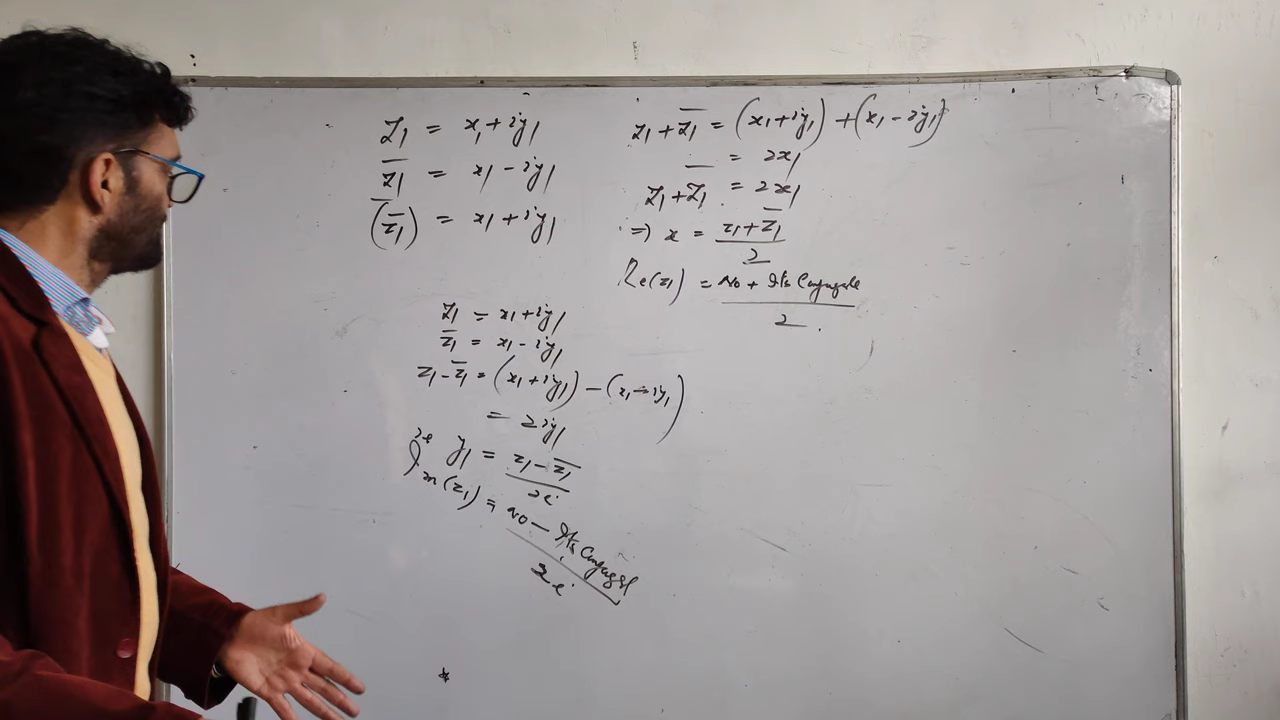 z₁ = x₁ + iy₁
z̅₁ = x₁ - iy₁
(z̅₁)̅ = x₁ + iy₁
z₁ + z̅₁ = (x₁ + iy₁) + (x₁ - iy₁)
= 2x₁
z₁ + z̅₁ = 2x₁
=> x = (z₁ + z̅₁)/2
Re(z₁) = (No + Its Conjugate)/2.
z₁ = x₁ + iy₁
z̅₁ = x₁ - iy₁
z₁ - z̅₁ = (x₁ + iy₁) - (x₁ - iy₁)
= 2iy₁
ie y₁ = (z₁ - z̅₁)/2i
Im(z₁) = (No - Its Conjugate)/2i